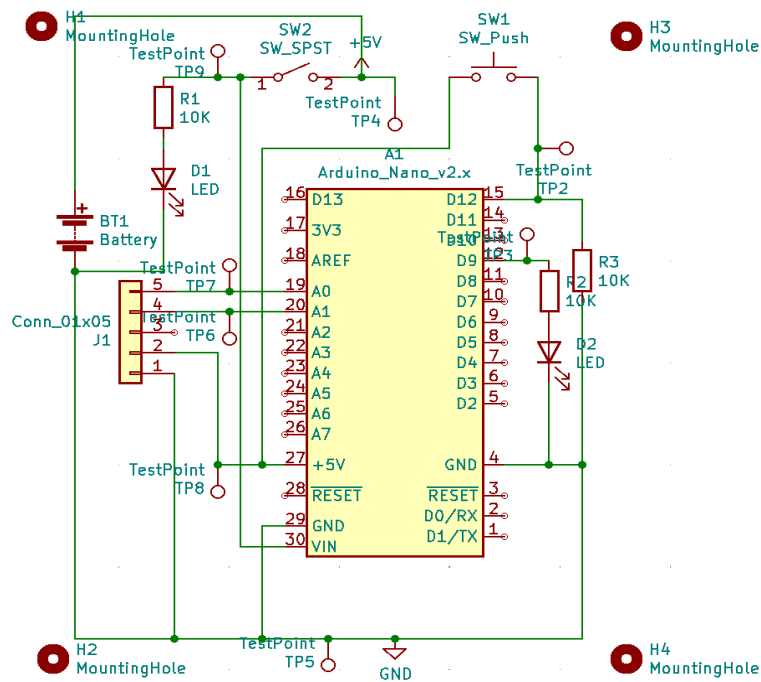 H1
MountingHole
TestPoint
TP9
SW2
SW_SPST
1
2
+5V
TestPoint
TP4
SW1
SW_Push
H3
MountingHole
R1
10K
D1
LED
+
BT1
Battery
A1
Arduino_Nano_v2.x
TestPoint
TP2
16
D13
17
3V3
18
AREF
19
A0
20
A1
21
A2
22
A3
23
A4
24
A5
25
A6
26
A7
27
+5V
28
RESET
29
GND
30
VIN
D12
15
D11
14
D10
13
D9
12
D8
11
D7
10
D6
9
D5
8
D4
7
D3
6
D2
5
GND
4
RESET
3
D0/RX
2
D1/TX
1
TestPoint
TP3
R2
10K
R3
10K
D2
LED
TestPoint
TP7
TestPoint
TP6
Conn_01x05
J1
5
4
3
2
1
TestPoint
TP8
TestPoint
TP5
GND
H2
MountingHole
H4
MountingHole